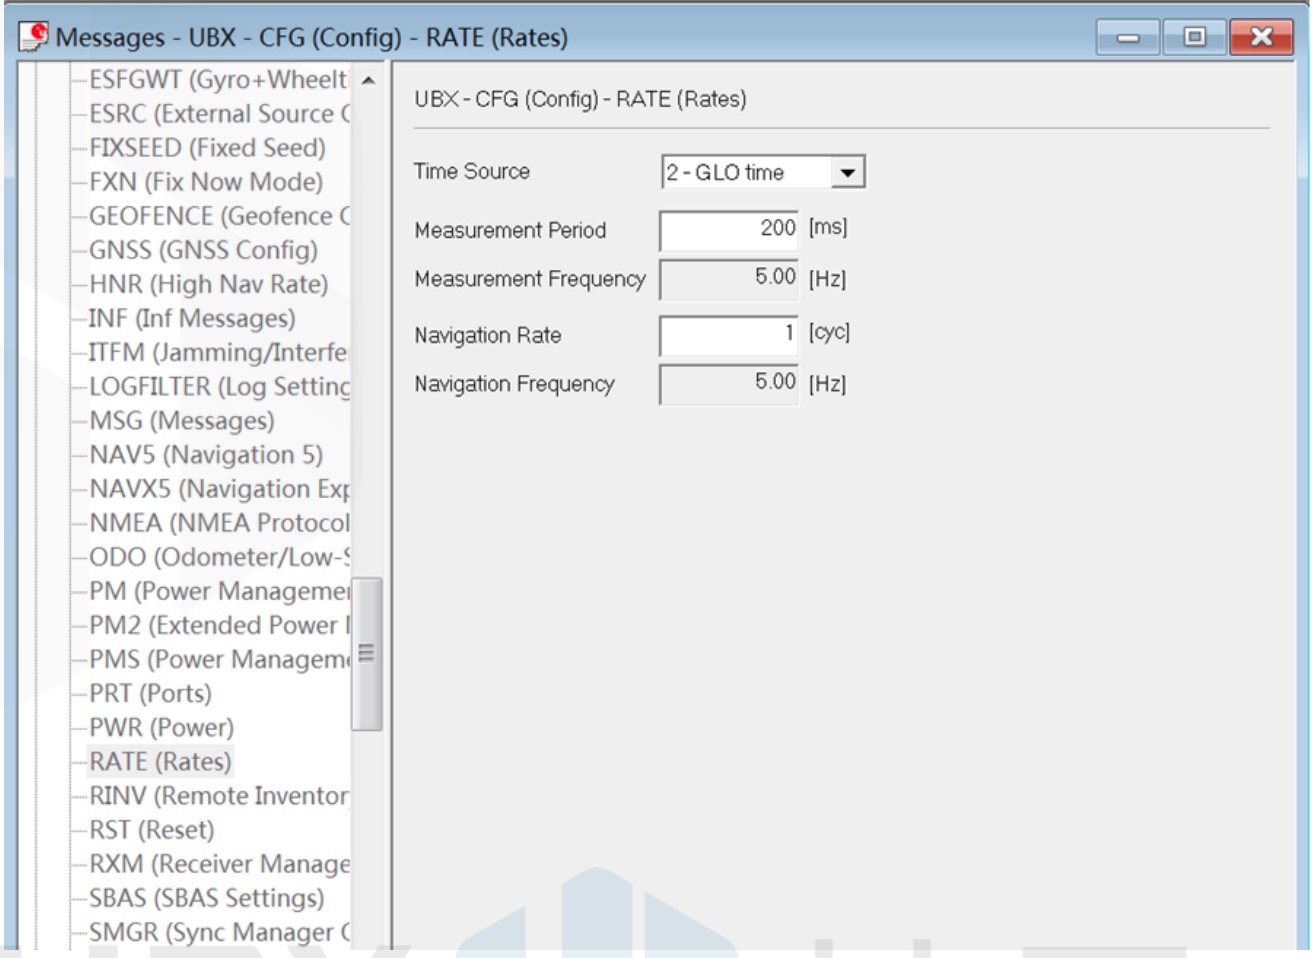 Messages - UBX - CFG (Config) - RATE (Rates)
ESFGWT (Gyro+Wheelt
ESRC (External Source C
FIXSEED (Fixed Seed)
FXN (Fix Now Mode)
GEOFENCE (Geofence C
GNSS (GNSS Config)
HNR (High Nav Rate)
INF (Inf Messages)
ITFM (Jamming/Interfe
LOGFILTER (Log Setting
MSG (Messages)
NAV5 (Navigation 5)
NAVX5 (Navigation Exp
NMEA (NMEA Protocol
ODO (Odometer/Low-S
PM (Power Managemen
PM2 (Extended Power M
PMS (Power Manageme
PRT (Ports)
PWR (Power)
RATE (Rates)
RINV (Remote Inventor
RST (Reset)
RXM (Receiver Manage
SBAS (SBAS Settings)
SMGR (Sync Manager C
UBX - CFG (Config) - RATE (Rates)
Time Source 2 - GLO time
Measurement Period 200 [ms]
Measurement Frequency 5.00 [Hz]
Navigation Rate 1 [cyc]
Navigation Frequency 5.00 [Hz]